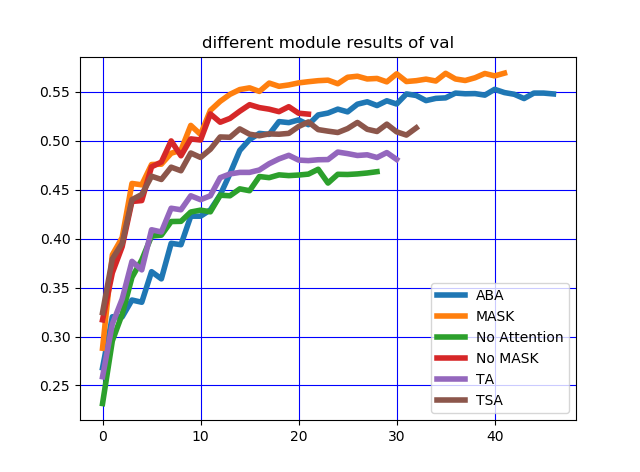 different module results of val
0.55
0.50
0.45
0.40
0.35
0.30
0.25
0
10
20
30
40
ABA
MASK
No Attention
No MASK
TA
TSA